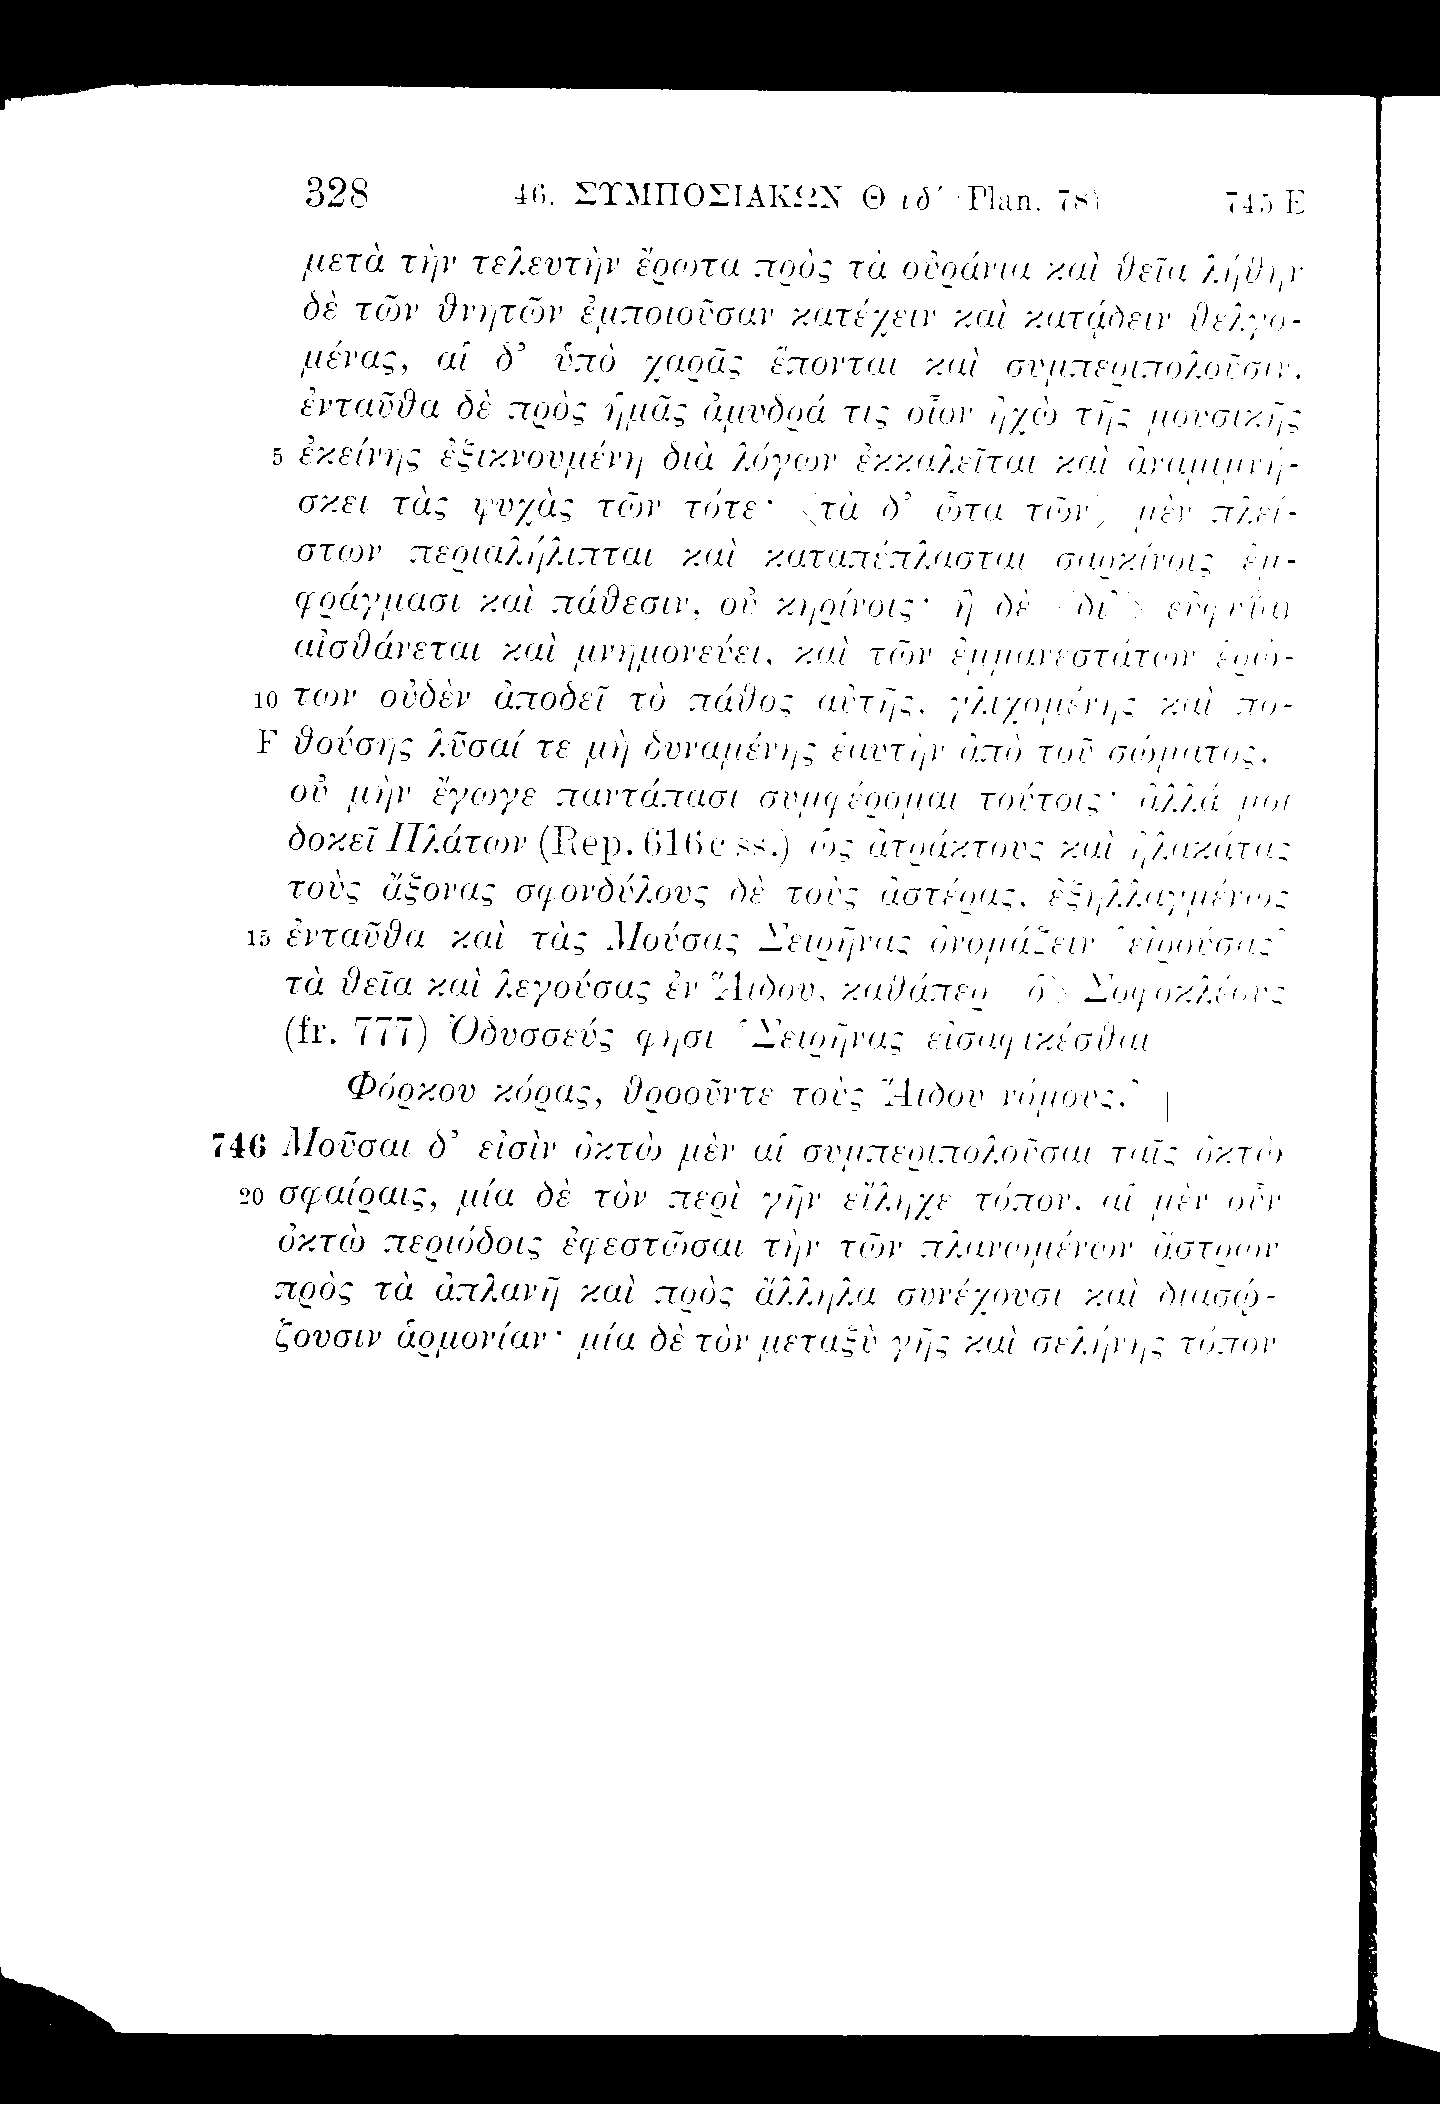 328 46. ΣΥΜΠΟΣΙΑΚΩΝ Θ ιδ´ (Plan. 78) 745 E
μετὰ τὴν τελευτὴν ἔρωτα πρὸς τὰ οὐράνια καὶ θεῖα λήθην
δὲ τῶν θνητῶν ἐμποιοῦσαν κατέχειν καὶ κατᾴδειν θελγο-
μένας, αἱ δ’ ὑπὸ χαρᾶς ἕπονται καὶ συμπεριπολοῦσιν.
ἐνταῦθα δὲ πρὸς ἡμᾶς ἀμυδρά τις οἷον ἠχὼ τῆς μουσικῆς
5 ἐκείνης ἐξικνουμένη διὰ λόγων ἐκκαλεῖται καὶ ἀναμιμνή-
σκει τὰς ψυχὰς τῶν τότε· ⟨τὰ δ’ ὦτα τῶν⟩ μὲν πλεί-
στων περιαλήλιπται καὶ καταπέπλασται σαρκίνοις ἐμ-
φράγμασι καὶ πάθεσιν, οὐ κηρίνοις· ἣ δὲ ⟨δι’⟩ εὐφυΐαν
αἰσθάνεται καὶ μνημονεύει, καὶ τῶν ἐμμανεστάτων ἐρώ-
10 των οὐδὲν ἀποδεῖ τὸ πάθος αὐτῆς, γλιχομένης καὶ πο-
F θούσης λῦσαί τε μὴ δυναμένης ἑαυτὴν ἀπὸ τοῦ σώματος.
οὐ μὴν ἔγωγε παντάπασι συμφέρομαι τούτοις· ἀλλά μοι
δοκεῖ Πλάτων (Rep. 616c ss.) ὡς ἀτράκτους καὶ ἠλακάτας
τοὺς ἄξονας σφονδύλους δὲ τοὺς ἀστέρας, ἐξηλλαγμένως
15 ἐνταῦθα καὶ τὰς Μούσας Σειρῆνας ὀνομάζειν ‘εἰρούσας’
τὰ θεῖα καὶ λεγούσας ἐν Ἅιδου, καθάπερ ⟨ὁ⟩ Σοφοκλέους
(fr. 777) Ὀδυσσεύς φησι ‘Σειρῆνας εἰσαφικέσθαι
Φόρκου κόρας, θροοῦντε τοὺς Ἅιδου νόμους.’ |
746 Μοῦσαι δ’ εἰσὶν ὀκτὼ μὲν αἱ συμπεριπολοῦσαι ταῖς ὀκτὼ
20 σφαίραις, μία δὲ τὸν περὶ γῆν εἴληχε τόπον. αἱ μὲν οὖν
ὀκτὼ περιόδοις ἐφεστῶσαι τὴν τῶν πλανωμένων ἄστρων
πρὸς τὰ ἀπλανῆ καὶ πρὸς ἄλληλα συνέχουσι καὶ διασῴ-
ζουσιν ἁρμονίαν· μία δὲ τὸν μεταξὺ γῆς καὶ σελήνης τόπον